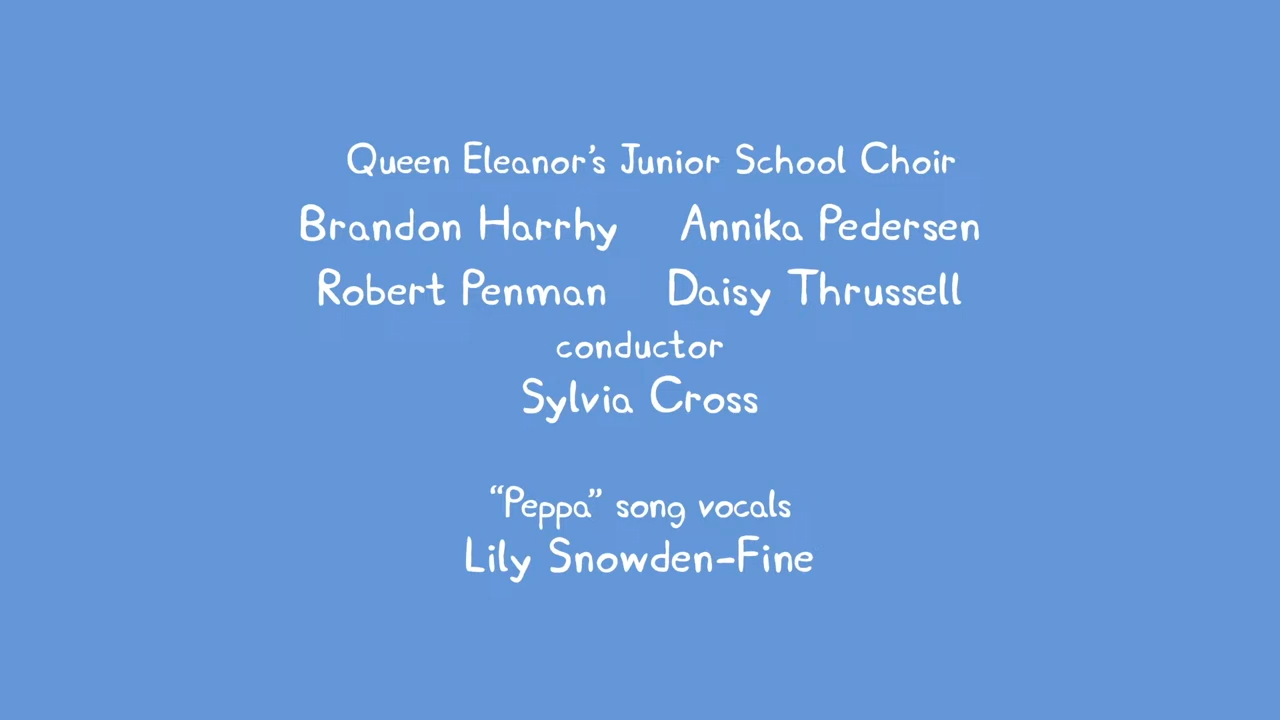 Queen Eleanor's Junior School Choir
Brandon Harrhy Annika Pedersen
Robert Penman Daisy Thrussell
conductor
Sylvia Cross
“Peppa” song vocals
Lily Snowden-Fine